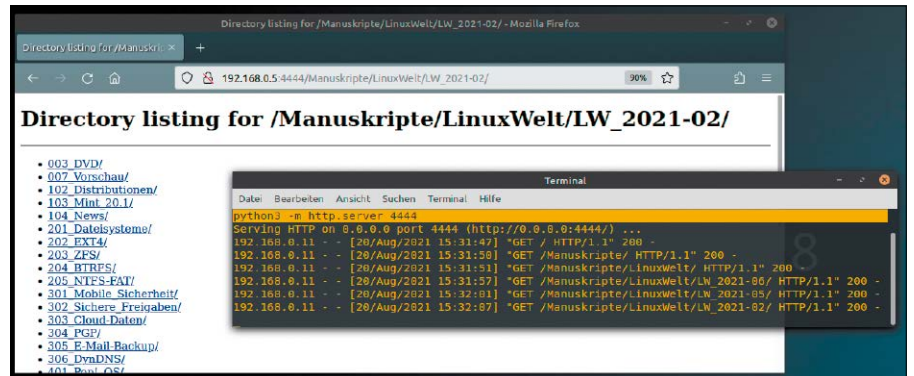 Directory listing for /Manuskripte/LinuxWelt/LW_2021-02/ - Mozilla Firefox
Directory listing for /Manuskri
192.168.0.5:4444/Manuskripte/LinuxWelt/LW_2021-02/
90%
Directory listing for /Manuskripte/LinuxWelt/LW_2021-02/
003_DVD/
007_Vorschau/
102_Distributionen/
103_Mint_20.1/
104_News/
201_Dateisysteme/
202_EXT4/
203_ZFS/
204_BTRFS/
205_NTFS-FAT/
301_Mobile_Sicherheit/
302_Sichere_Freigaben/
303_Cloud-Daten/
304_PGP/
305_E-Mail-Backup/
306_DynDNS/
401_Pop!_OS/
Terminal
Datei Bearbeiten Ansicht Suchen Terminal Hilfe
python3 -m http.server 4444
Serving HTTP on 0.0.0.0 port 4444 (http://0.0.0.0:4444/) ...
192.168.0.11 - - [20/Aug/2021 15:31:47] "GET / HTTP/1.1" 200 -
192.168.0.11 - - [20/Aug/2021 15:31:50] "GET /Manuskripte/ HTTP/1.1" 200 -
192.168.0.11 - - [20/Aug/2021 15:31:51] "GET /Manuskripte/LinuxWelt/ HTTP/1.1" 200 -
192.168.0.11 - - [20/Aug/2021 15:31:57] "GET /Manuskripte/LinuxWelt/LW_2021-06/ HTTP/1.1" 200 -
192.168.0.11 - - [20/Aug/2021 15:32:01] "GET /Manuskripte/LinuxWelt/LW_2021-05/ HTTP/1.1" 200 -
192.168.0.11 - - [20/Aug/2021 15:32:07] "GET /Manuskripte/LinuxWelt/LW_2021-02/ HTTP/1.1" 200 -
8